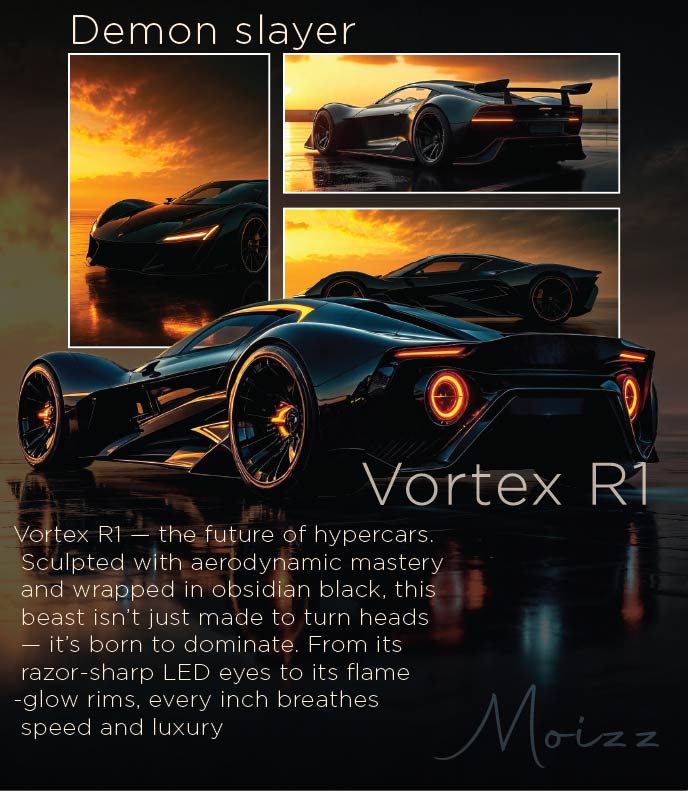 Demon slayer
Vortex R1
Vortex R1 — the future of hypercars.
Sculpted with aerodynamic mastery
and wrapped in obsidian black, this
beast isn't just made to turn heads
— it's born to dominate. From its
razor-sharp LED eyes to its flame
-glow rims, every inch breathes
speed and luxury
Moizz